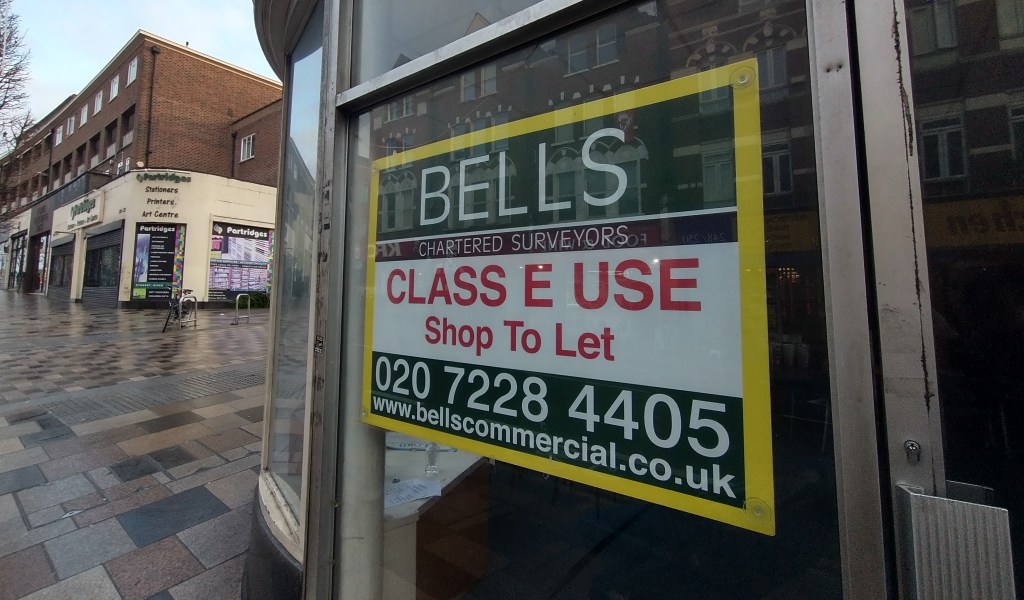 Partridges
Stationers
Printers
Art Centre
Partridges
Partridges
BELLS
CHARTERED SURVEYORS
CLASS E USE
Shop To Let
020 7228 4405
www.bellscommercial.co.uk